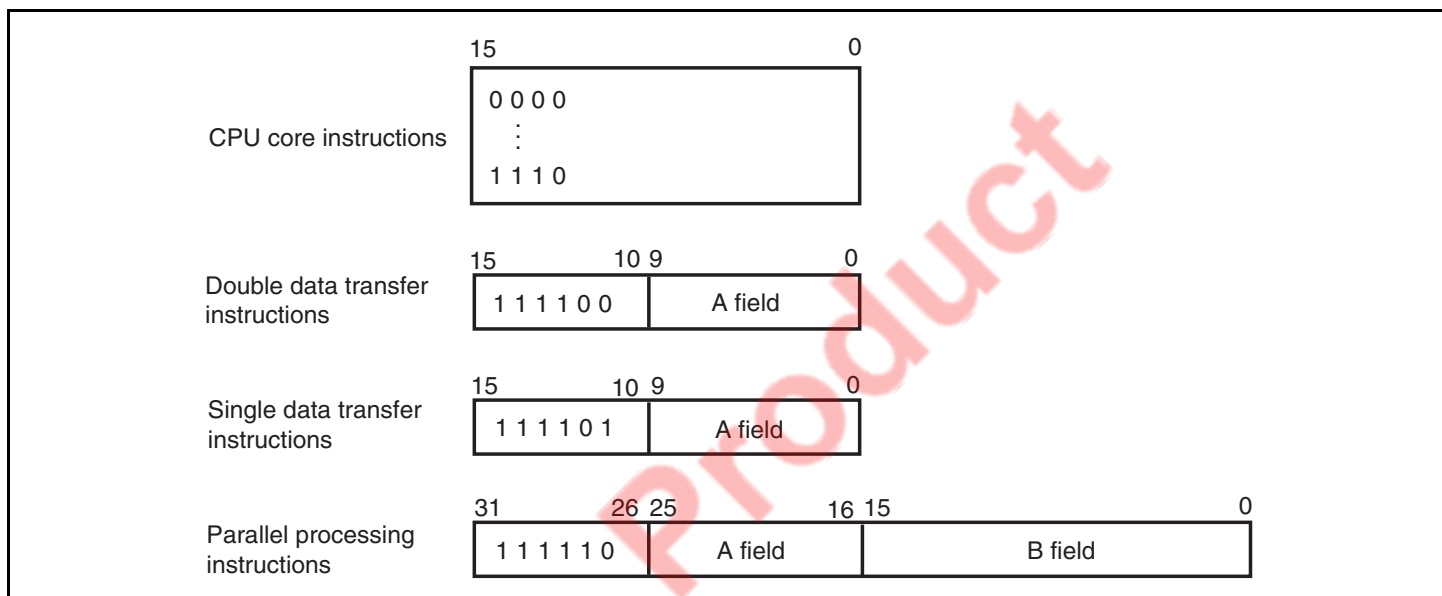 15 0
0 0 0 0
CPU core instructions
⋮
1 1 1 0
15 10 9 0
Double data transfer
instructions
1 1 1 1 0 0 A field
15 10 9 0
Single data transfer
instructions
1 1 1 1 0 1 A field
31 26 25 16 15 0
Parallel processing
instructions
1 1 1 1 1 0 A field B field
Product